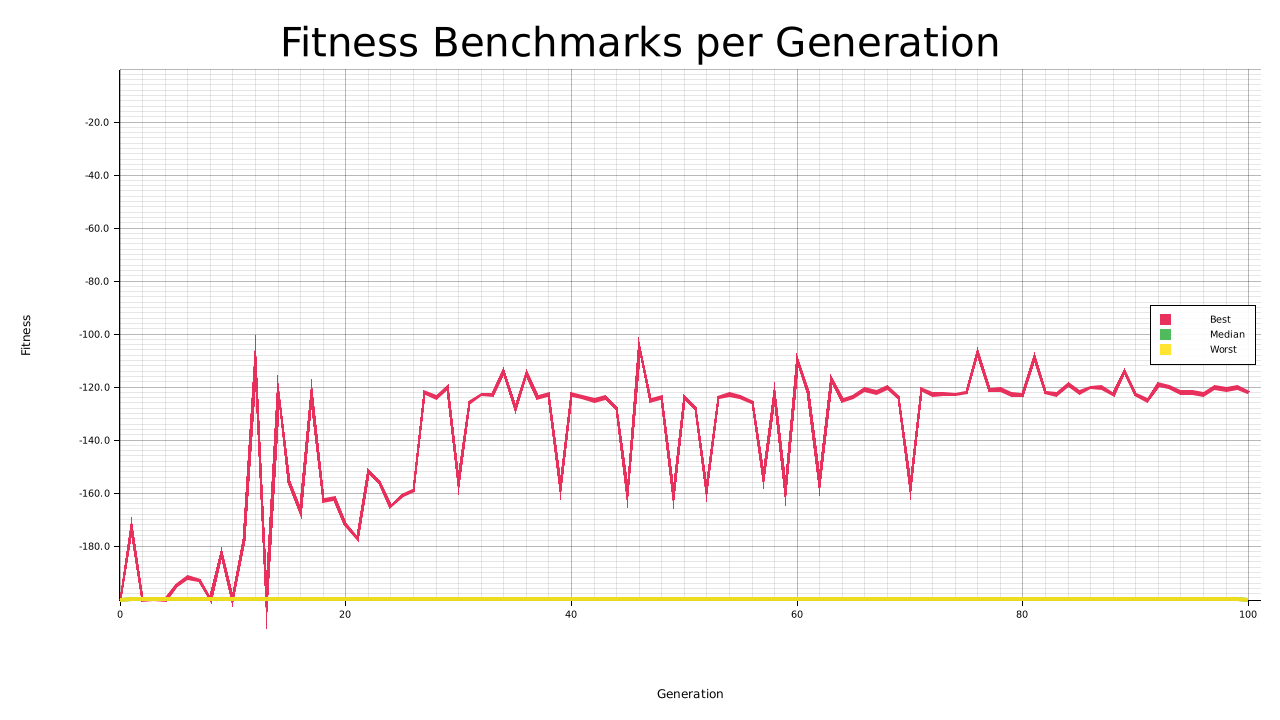 Fitness Benchmarks per Generation
-20.0
-40.0
-60.0
-80.0
-100.0
-120.0
-140.0
-160.0
-180.0
Fitness
Best
Median
Worst
0 20 40 60 80 100
Generation